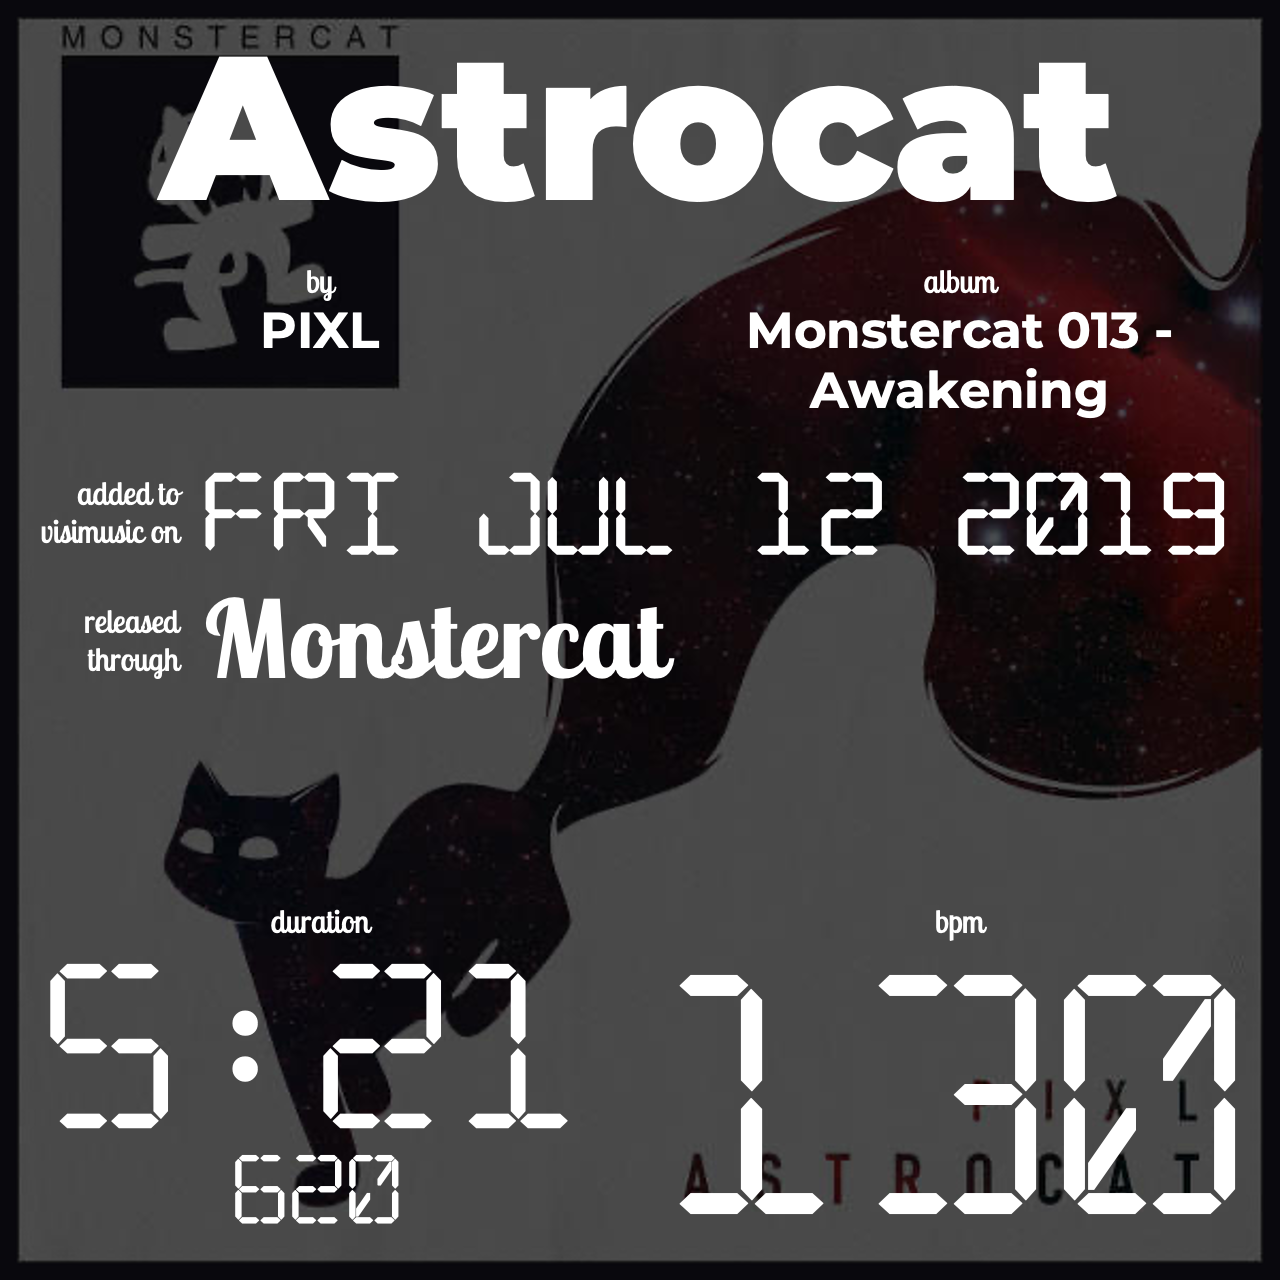 MONSTERCAT
Astrocat
by
PIXL
album
Monstercat 013 -
Awakening
added to
visimusic on
FRI JUL 12 2019
released
through
Monstercat
duration
5:21
620
bpm
130
PIXL
ASTROCAT